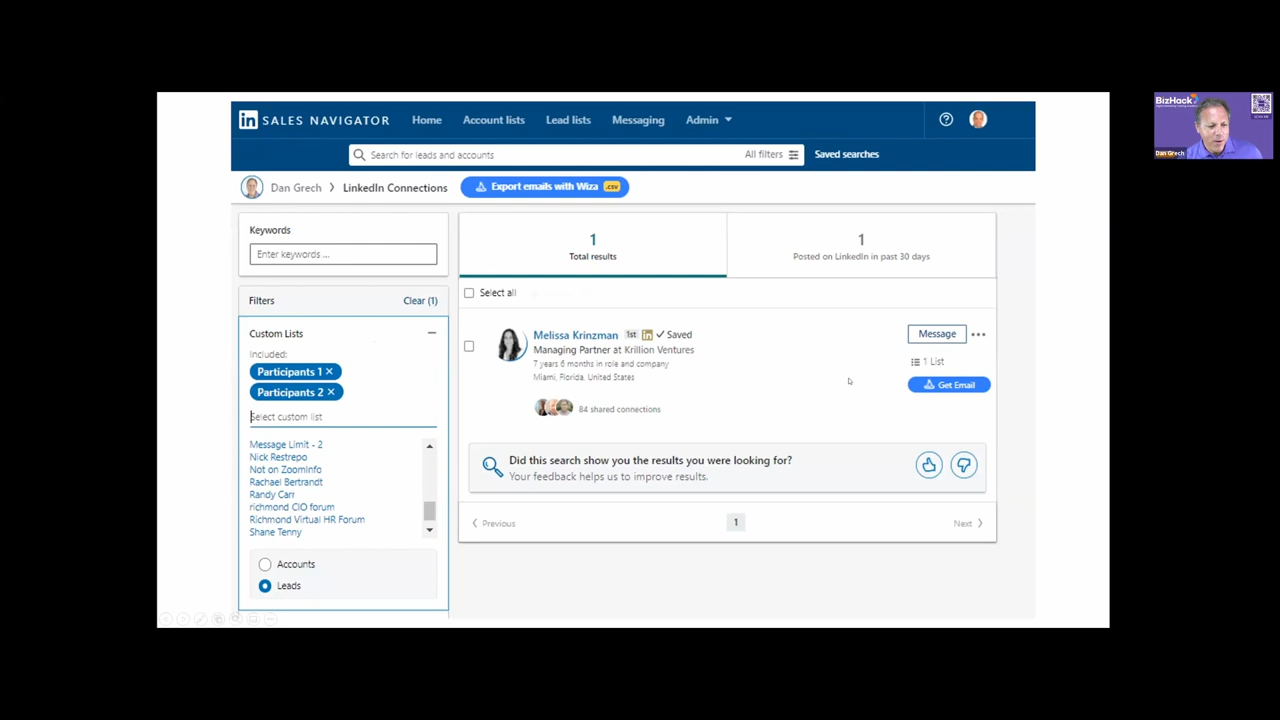 in SALES NAVIGATOR Home Account lists Lead lists Messaging Admin
Search for leads and accounts All filters Saved searches
Dan Grech > LinkedIn Connections Export emails with Wiza .csv
Keywords
Enter keywords ...
Filters Clear (1)
Custom Lists
Included:
Participants 1 ×
Participants 2 ×
Select custom list
Message Limit - 2
Nick Restrepo
Not on ZoomInfo
Rachael Bertrandt
Randy Carr
richmond CIO forum
Richmond Virtual HR Forum
Shane Tenny
Accounts
Leads
1
Total results
1
Posted on LinkedIn in past 30 days
Select all
Melissa Krinzman 1st in ✓ Saved
Managing Partner at Krillion Ventures
7 years 6 months in role and company
Miami, Florida, United States
84 shared connections
Message
1 List
Get Email
Did this search show you the results you were looking for?
Your feedback helps us to improve results.
Previous 1 Next
BizHack
Dan Grech